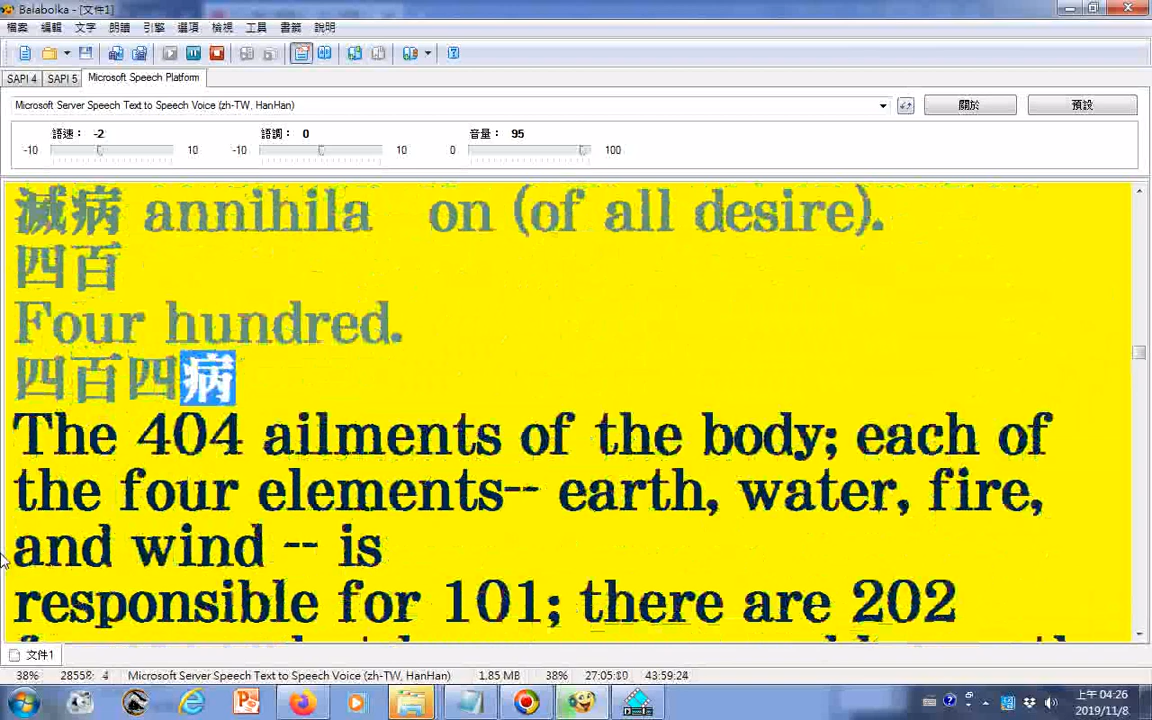 Balabolka - [文件1]
檔案 編輯 文字 朗讀 引擎 選項 檢視 工具 書籤 說明
SAPI 4 SAPI 5 Microsoft Speech Platform
Microsoft Server Speech Text to Speech Voice (zh-TW, HanHan) 關於 預設
語速： -2 語調： 0 音量： 95
-10 10 -10 10 0 100
滅病 annihila on (of all desire).
四百
Four hundred.
四百四病
The 404 ailments of the body; each of
the four elements-- earth, water, fire,
and wind -- is
responsible for 101; there are 202
文件1
38% 28558: 4 Microsoft Server Speech Text to Speech Voice (zh-TW, HanHan) 1.85 MB 38% 27:05:30 43:59:24
上午 04:26
2019/11/8